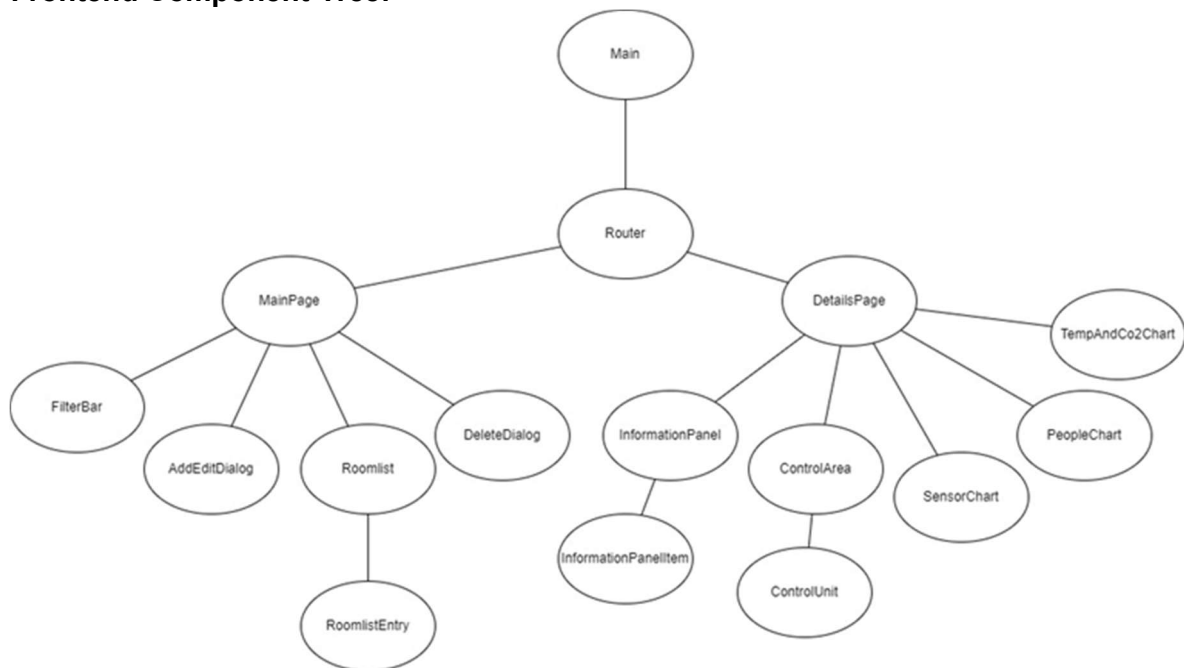 Frontend Component Tree:
Main
Router
MainPage
DetailsPage
TempAndCo2Chart
FilterBar
AddEditDialog
Roomlist
DeleteDialog
InformationPanel
ControlArea
SensorChart
PeopleChart
InformationPanelItem
ControlUnit
RoomlistEntry